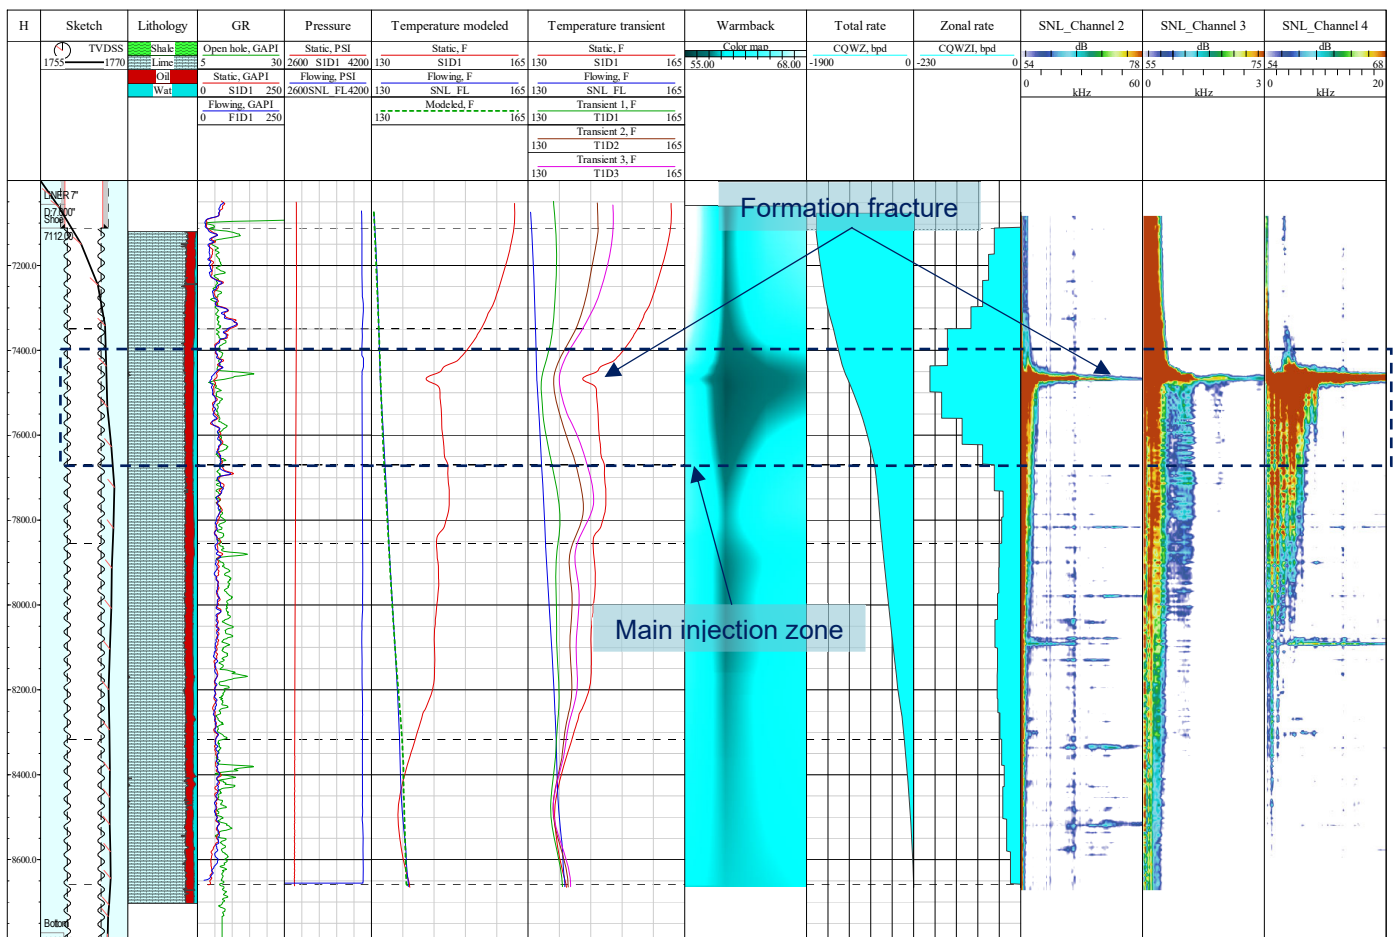 H Sketch Lithology GR Pressure Temperature modeled Temperature transient Warmback Total rate Zonal rate SNL_Channel 2 SNL_Channel 3 SNL_Channel 4
TVDSS
1755 1770
Shale
Lime
Oil
Wat
Open hole, GAPI
5 30
Static, GAPI
0 S1D1 250
Flowing, GAPI
0 F1D1 250
Static, PSI
2600 S1D1 4200
Flowing, PSI
2600SNL_FL4200
Static, F
130 S1D1 165
Flowing, F
130 SNL_FL 165
Modeled, F
130 165
Static, F
130 S1D1 165
Flowing, F
130 SNL_FL 165
Transient 1, F
130 T1D1 165
Transient 2, F
130 T1D2 165
Transient 3, F
130 T1D3 165
Color map
55.00 68.00
CQWZ, bpd
-1900 0
CQWZI, bpd
-230 0
dB
54 78
0 60
kHz
dB
55 75
0 3
kHz
dB
54 68
0 20
kHz
LINER 7"
D:7.000"
Shoe
7112.00
Formation fracture
7200.0
7400.0
7600.0
7800.0
8000.0
Main injection zone
8200.0
8400.0
8600.0
Bottom